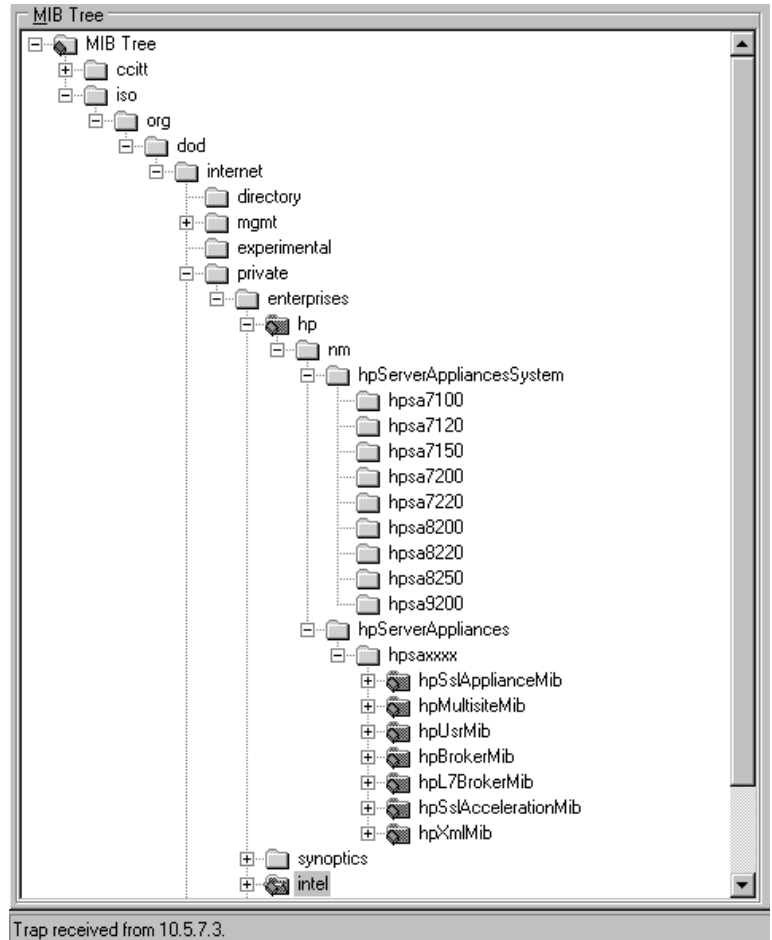 MIB Tree
MIB Tree
ccitt
iso
org
dod
internet
directory
mgmt
experimental
private
enterprises
hp
nm
hpServerAppliancesSystem
hpsa7100
hpsa7120
hpsa7150
hpsa7200
hpsa7220
hpsa8200
hpsa8220
hpsa8250
hpsa9200
hpServerAppliances
hpsaxxxx
hpSslApplianceMib
hpMultisiteMib
hpUsrMib
hpBrokerMib
hpL7BrokerMib
hpSslAccelerationMib
hpXmlMib
synoptics
intel
Trap received from 10.5.7.3.